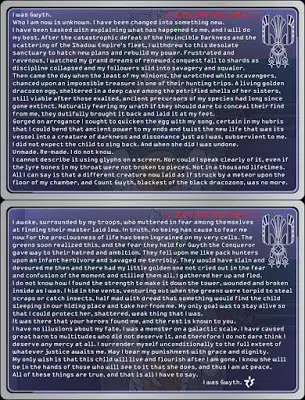 I was Gwyth.
Who I am now is unknown. I have been changed into something new.
I have been tasked with explaining what has happened to me, and I will do
my best. After the catastrophic defeat of the Invincible Darkness and the
scattering of the Shadow Empire's fleet, I withdrew to this desolate
sanctuary to hatch new plans and rebuild my power. Frustrated and
ravenous, I watched my grand dreams of renewed conquest fall to shards as
discipline collapsed and my followers slid into savagery and squalor.
Then came the day when the least of my minions, the wretched white scavengers,
chanced upon an impossible treasure in one of their hunting trips. A living golden
dracozon egg, sheltered in a deep cave among the petrified shells of her sisters,
still viable after those exalted, ancient precursors of my species had long since
gone extinct. Naturally fearing my wrath if they should dare to conceal their find
from me, they dutifully brought it back and laid it at my feet.
Gorged on arrogance I sought to quicken the egg with my song, certain in my hubris
that I could bend that ancient power to my ends and twist the new life that was its
vessel into a creature of darkness and dissonance just as I was, subservient to me.
I did not expect the child to sing back. And when she did I was undone.
Unmade. Re-made. I do not know.
I cannot describe it using glyphs on a screen. Nor could I speak clearly of it, even if
the lyre bones in my throat were not broken to pieces. Not in a thousand lifetimes.
All I can say is that a different creature now laid as if struck by a meteor upon the
floor of my chamber, and Count Gwyth, blackest of the black dracozons, was no more.
I awoke, surrounded by my troops, who muttered in fear among themselves
at finding their master laid low. In truth, no being has cause to fear me
now for the preciousness of life has been ingrained on my very cells. The
greens soon realized this, and the fear they held for Gwyth the Conqueror
gave way to their hatred and ambition. They fell upon me like pack hunters
upon an infant herbivore and savaged me terribly. They would have slain and
devoured me then and there had my little golden one not cried out in the fear
and confusion of the moment and stilled them all. I gathered her up and fled.
I do not know how I found the strength to make it down the tower, wounded and broken
inside as I was. I hid in the vents, venturing out when the greens were torpid to steal
scraps or catch insects, half mad with dread that something would find the child
sleeping in our hiding place and take her from me. My only goal was to stay alive so
that I could protect her, shattered, weak thing that I was.
It was there that your heroes found me, and the rest is known to you.
I have no illusions about my fate. I was a monster on a galactic scale. I have caused
great harm to multitudes who did not deserve it, and therefore I do not dare think I
deserve any mercy at all. I surrender myself unconditionally to the full extent of
whatever justice awaits me. May I bear my punishment with grace and dignity.
My only wish is that this child will live and flourish after I am gone. I know she will
be in the hands of those who will see to it that she does, and thus I am at peace.
All of these things are true, and that is all I have to say.
I was Gwyth.